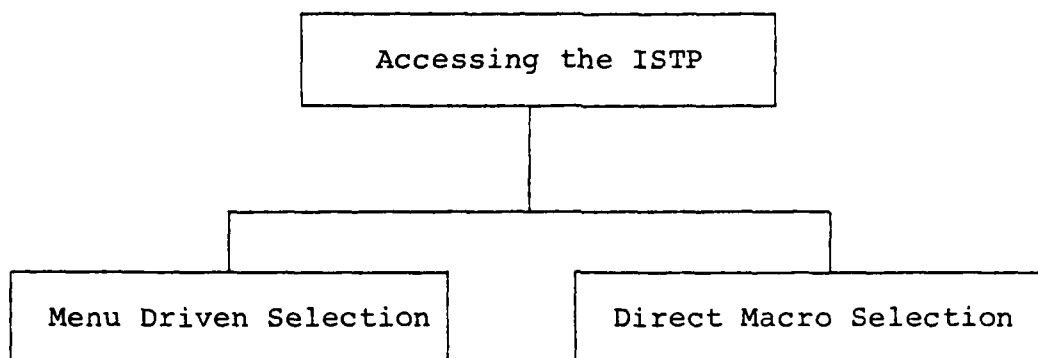 Accessing the ISTP
Menu Driven Selection
Direct Macro Selection